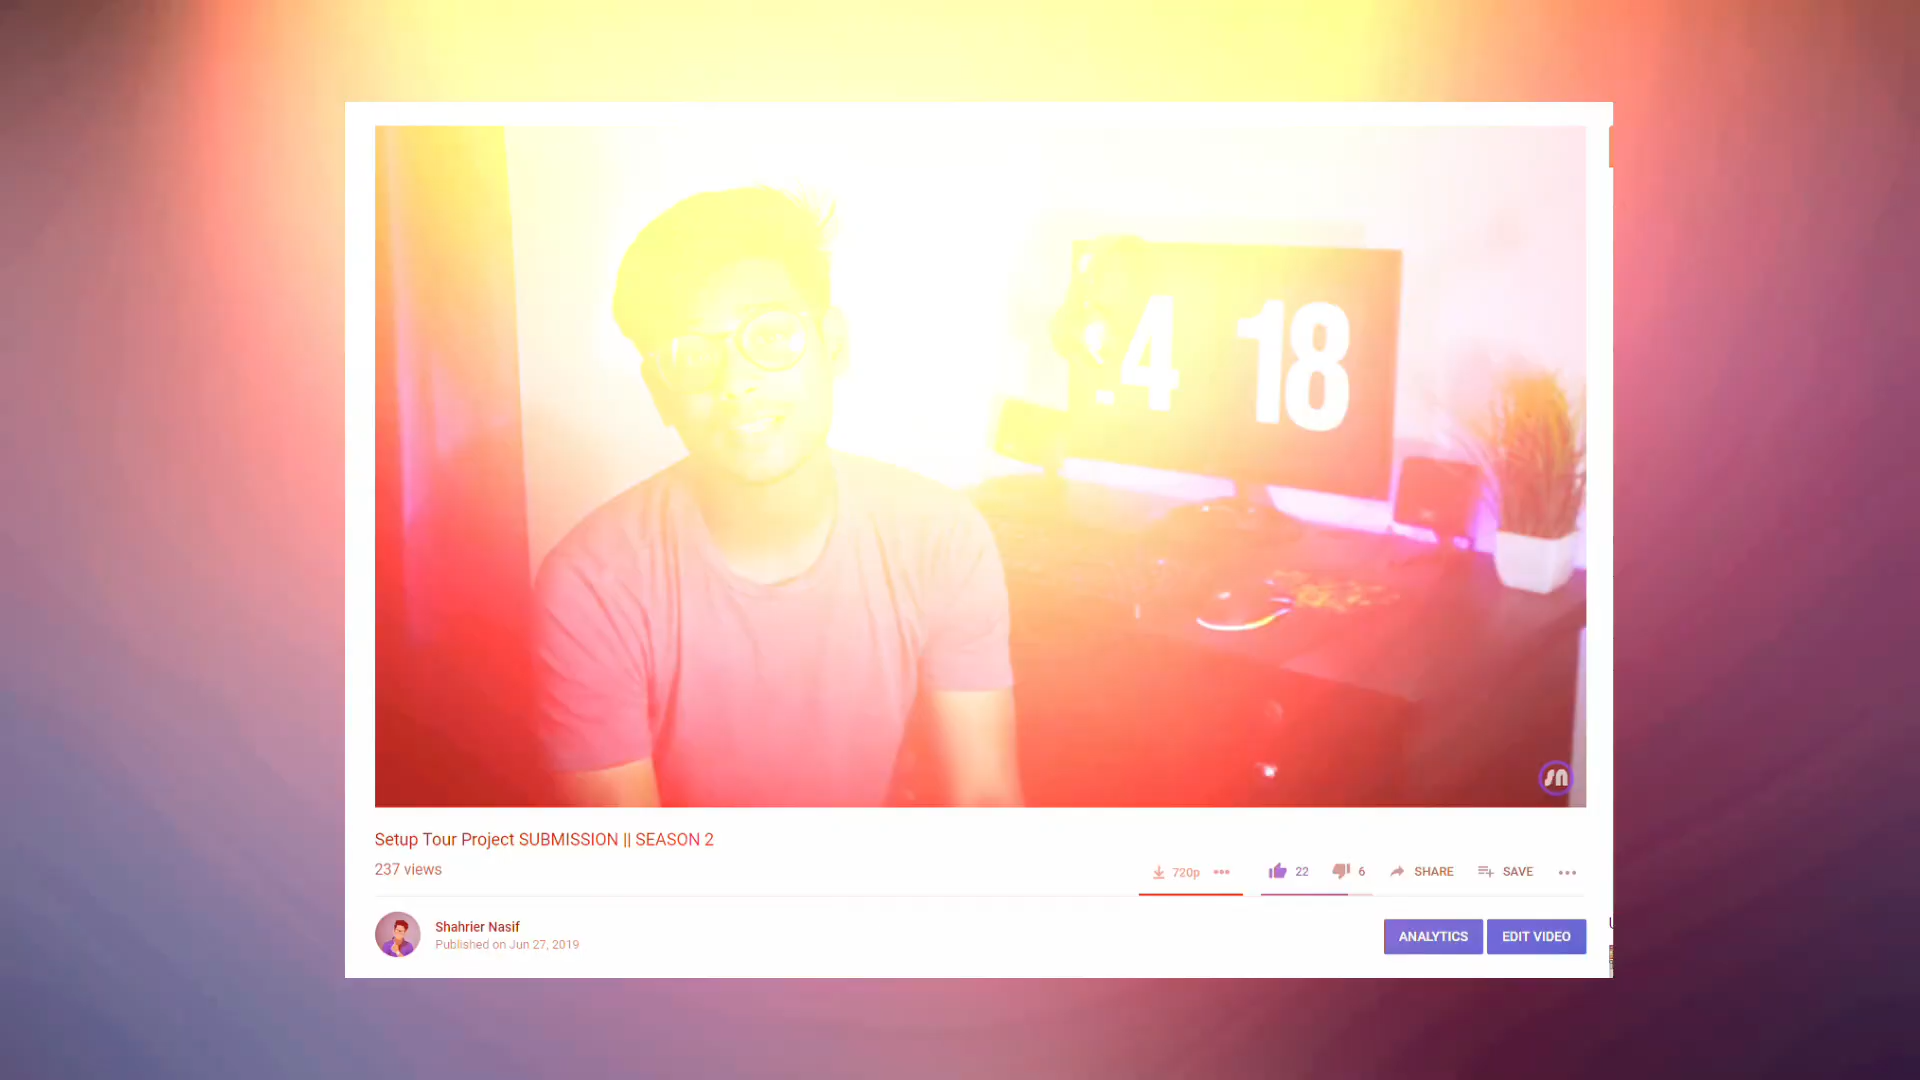 .4 18
SN
Setup Tour Project SUBMISSION || SEASON 2
237 views
720p ••• 22 6 SHARE SAVE •••
Shahrier Nasif
Published on Jun 27, 2019
ANALYTICS EDIT VIDEO